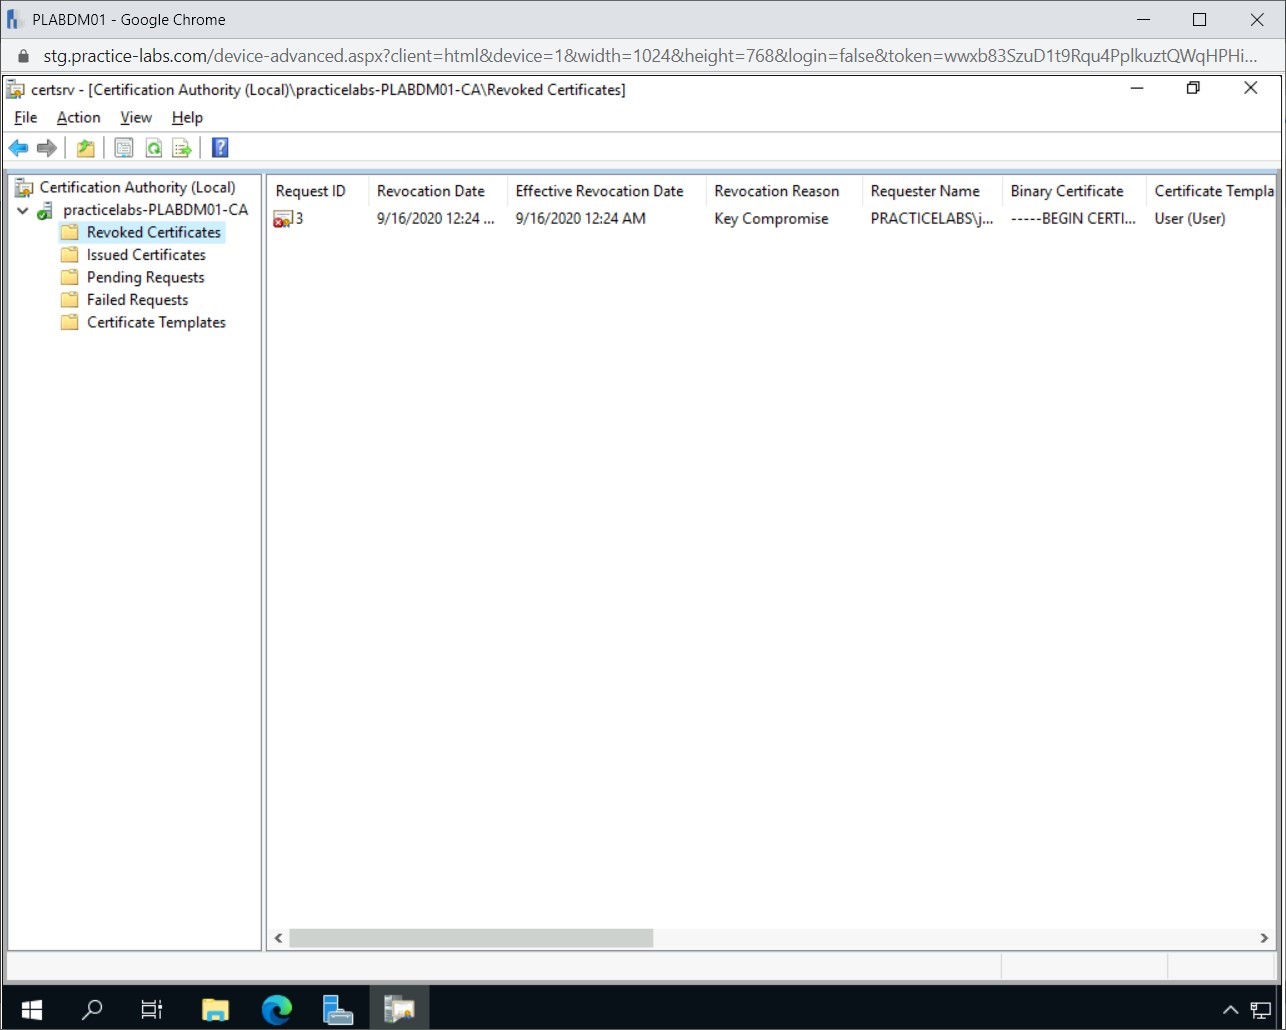 PLABDM01 - Google Chrome
stg.practice-labs.com/device-advanced.aspx?client=html&device=1&width=1024&height=768&login=false&token=wwxb83SzuD1t9Rqu4PplkuztQWqHPHi...
certsrv - [Certification Authority (Local)\practicelabs-PLABDM01-CA\Revoked Certificates]
File Action View Help
Certification Authority (Local)
practicelabs-PLABDM01-CA
Revoked Certificates
Issued Certificates
Pending Requests
Failed Requests
Certificate Templates
Request ID Revocation Date Effective Revocation Date Revocation Reason Requester Name Binary Certificate Certificate Templa
3 9/16/2020 12:24 ... 9/16/2020 12:24 AM Key Compromise PRACTICELABS\j... -----BEGIN CERTI... User (User)